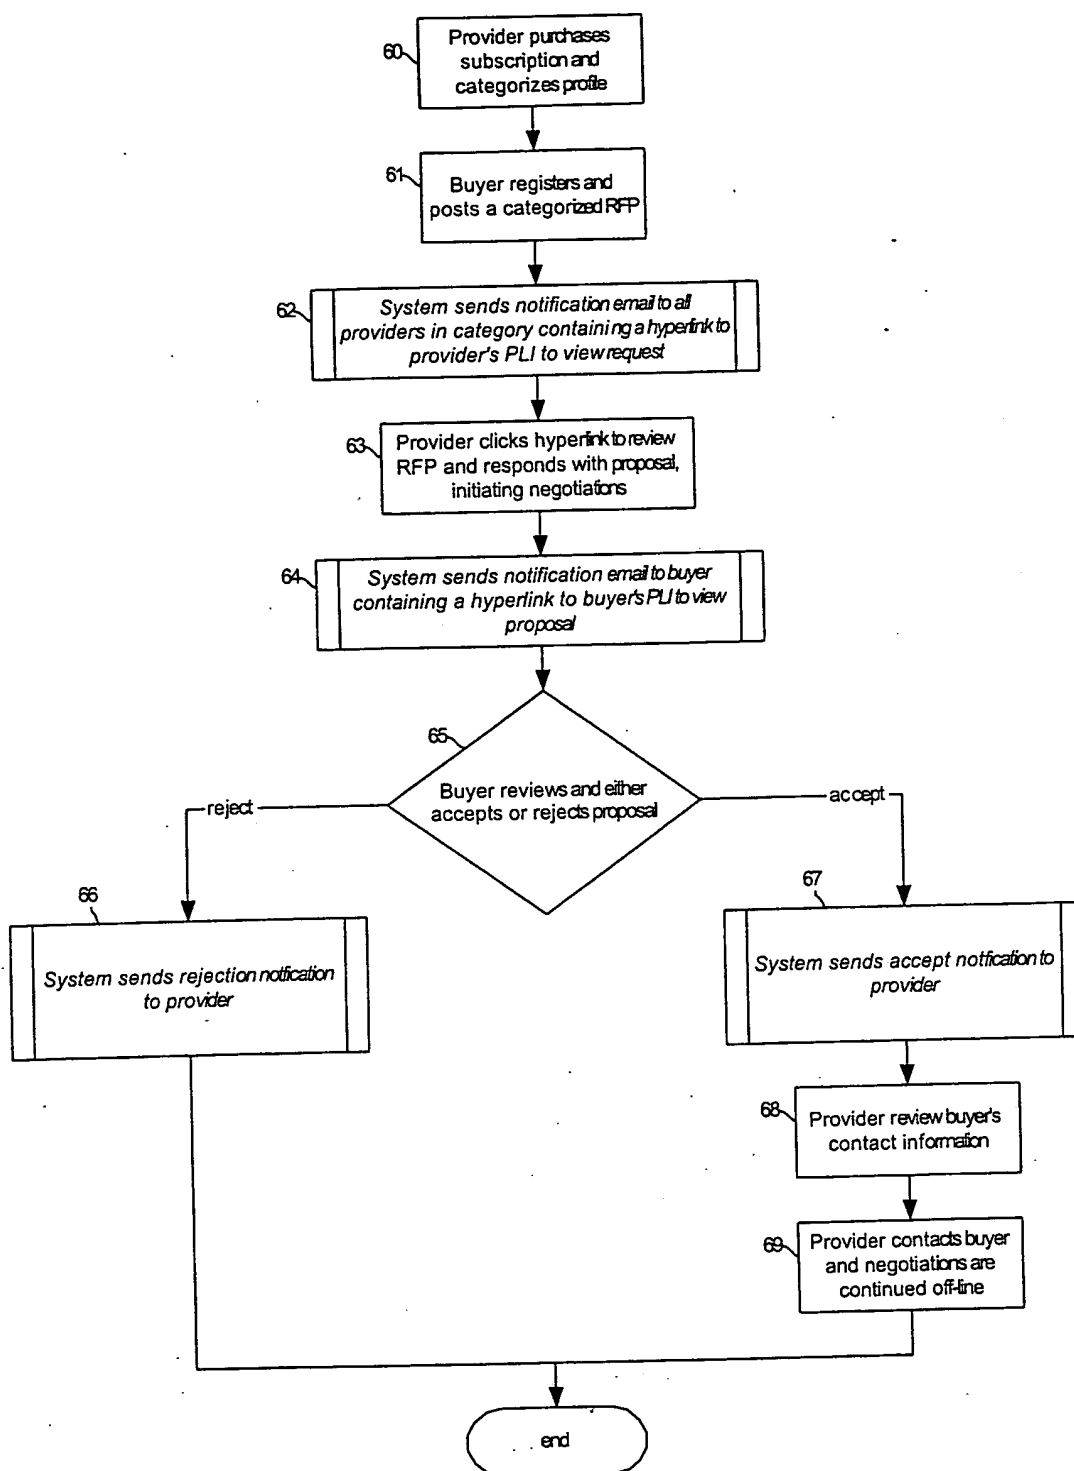 60
Provider purchases
subscription and
categorizes profile
61
Buyer registers and
posts a categorized RFP
62
System sends notification email to all
providers in category containing a hyperlink to
provider's PLI to view request
63
Provider clicks hyperlink to review
RFP and responds with proposal,
initiating negotiations
64
System sends notification email to buyer
containing a hyperlink to buyer's PLI to view
proposal
65
Buyer reviews and either
accepts or rejects proposal
reject
accept
66
System sends rejection notification
to provider
67
System sends accept notification to
provider
68
Provider review buyer's
contact information
69
Provider contacts buyer
and negotiations are
continued off-line
end